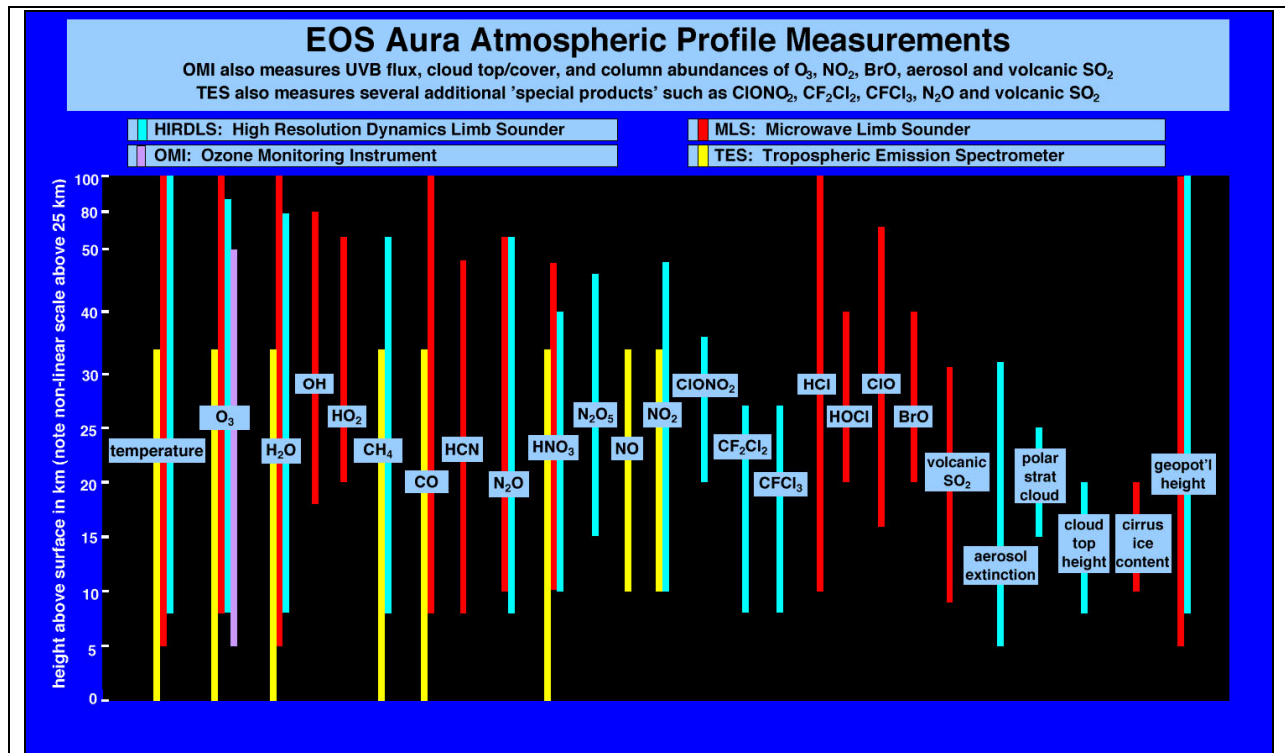 EOS Aura Atmospheric Profile Measurements
OMI also measures UVB flux, cloud top/cover, and column abundances of O₃, NO₂, BrO, aerosol and volcanic SO₂
TES also measures several additional 'special products' such as ClONO₂, CF₂Cl₂, CFCl₃, N₂O and volcanic SO₂
HIRDLS: High Resolution Dynamics Limb Sounder
MLS: Microwave Limb Sounder
OMI: Ozone Monitoring Instrument
TES: Tropospheric Emission Spectrometer
height above surface in km (note non-linear scale above 25 km)
100
80
60
50
40
30
25
20
15
10
5
0
temperature
O₃
H₂O
OH
HO₂
CH₄
CO
HCN
N₂O
HNO₃
N₂O₅
NO
NO₂
ClONO₂
CF₂Cl₂
CFCl₃
HCl
HOCl
ClO
BrO
volcanic
SO₂
aerosol
extinction
polar
strat
cloud
cloud
top
height
cirrus
ice
content
geopot'l
height